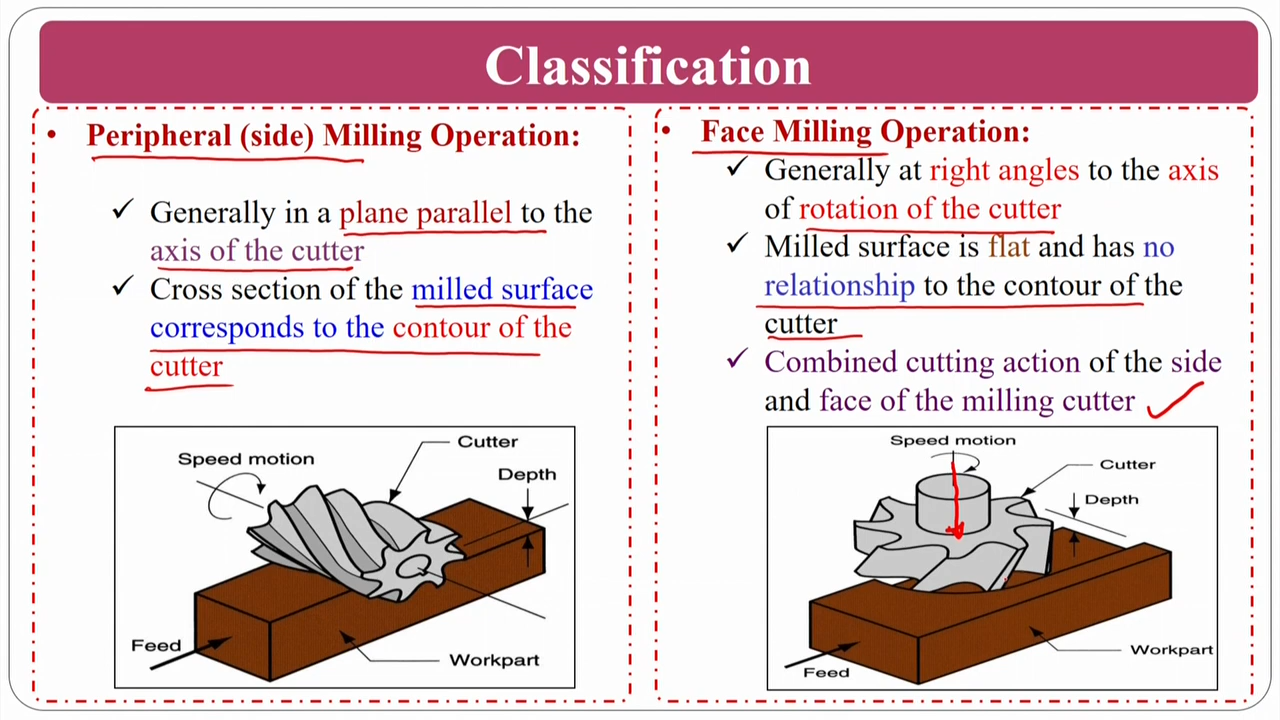 Classification
• Peripheral (side) Milling Operation:
✓ Generally in a plane parallel to the
axis of the cutter
✓ Cross section of the milled surface
corresponds to the contour of the
cutter
Speed motion
Cutter
Depth
Feed
Workpart
• Face Milling Operation:
✓ Generally at right angles to the axis
of rotation of the cutter
✓ Milled surface is flat and has no
relationship to the contour of the
cutter
✓ Combined cutting action of the side
and face of the milling cutter
Speed motion
Cutter
Depth
Workpart
Feed